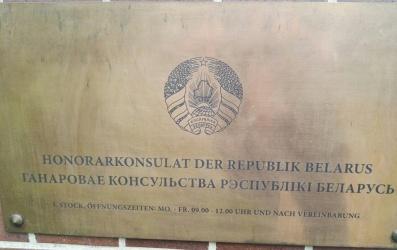 HONORARKONSULAT DER REPUBLIK BELARUS
ГАНАРОВАЕ КОНСУЛЬСТВА РЭСПУБЛІКІ БЕЛАРУСЬ
1. STOCK, ÖFFNUNGSZEITEN: MO. - FR. 09.00 - 12.00 UHR UND NACH VEREINBARUNG